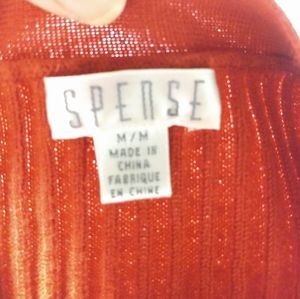 SPENSE
M/M
MADE IN
CHINA
FABRIQUE
EN CHINE